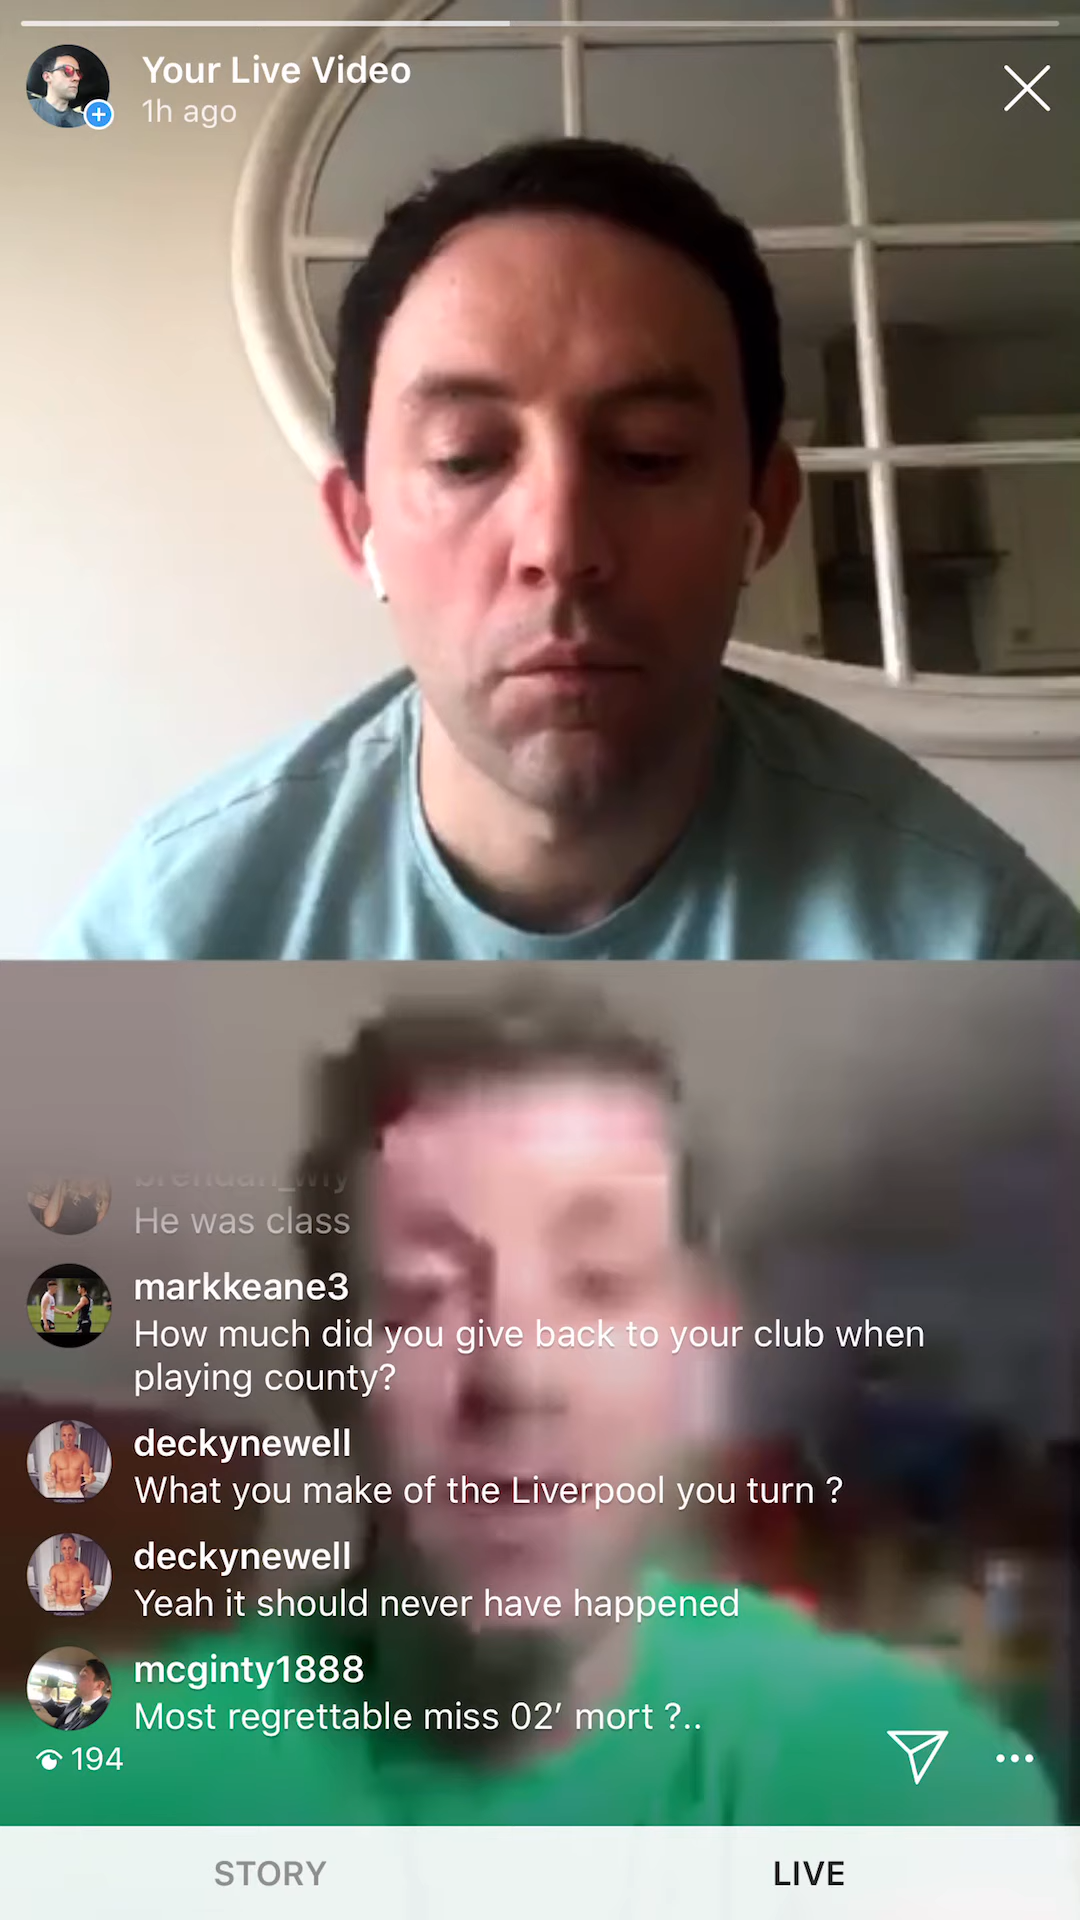 Your Live Video
1h ago
He was class
markkeane3
How much did you give back to your club when
playing county?
deckynewell
What you make of the Liverpool you turn ?
deckynewell
Yeah it should never have happened
mcginty1888
Most regrettable miss 02’ mort ?..
194
STORY
LIVE